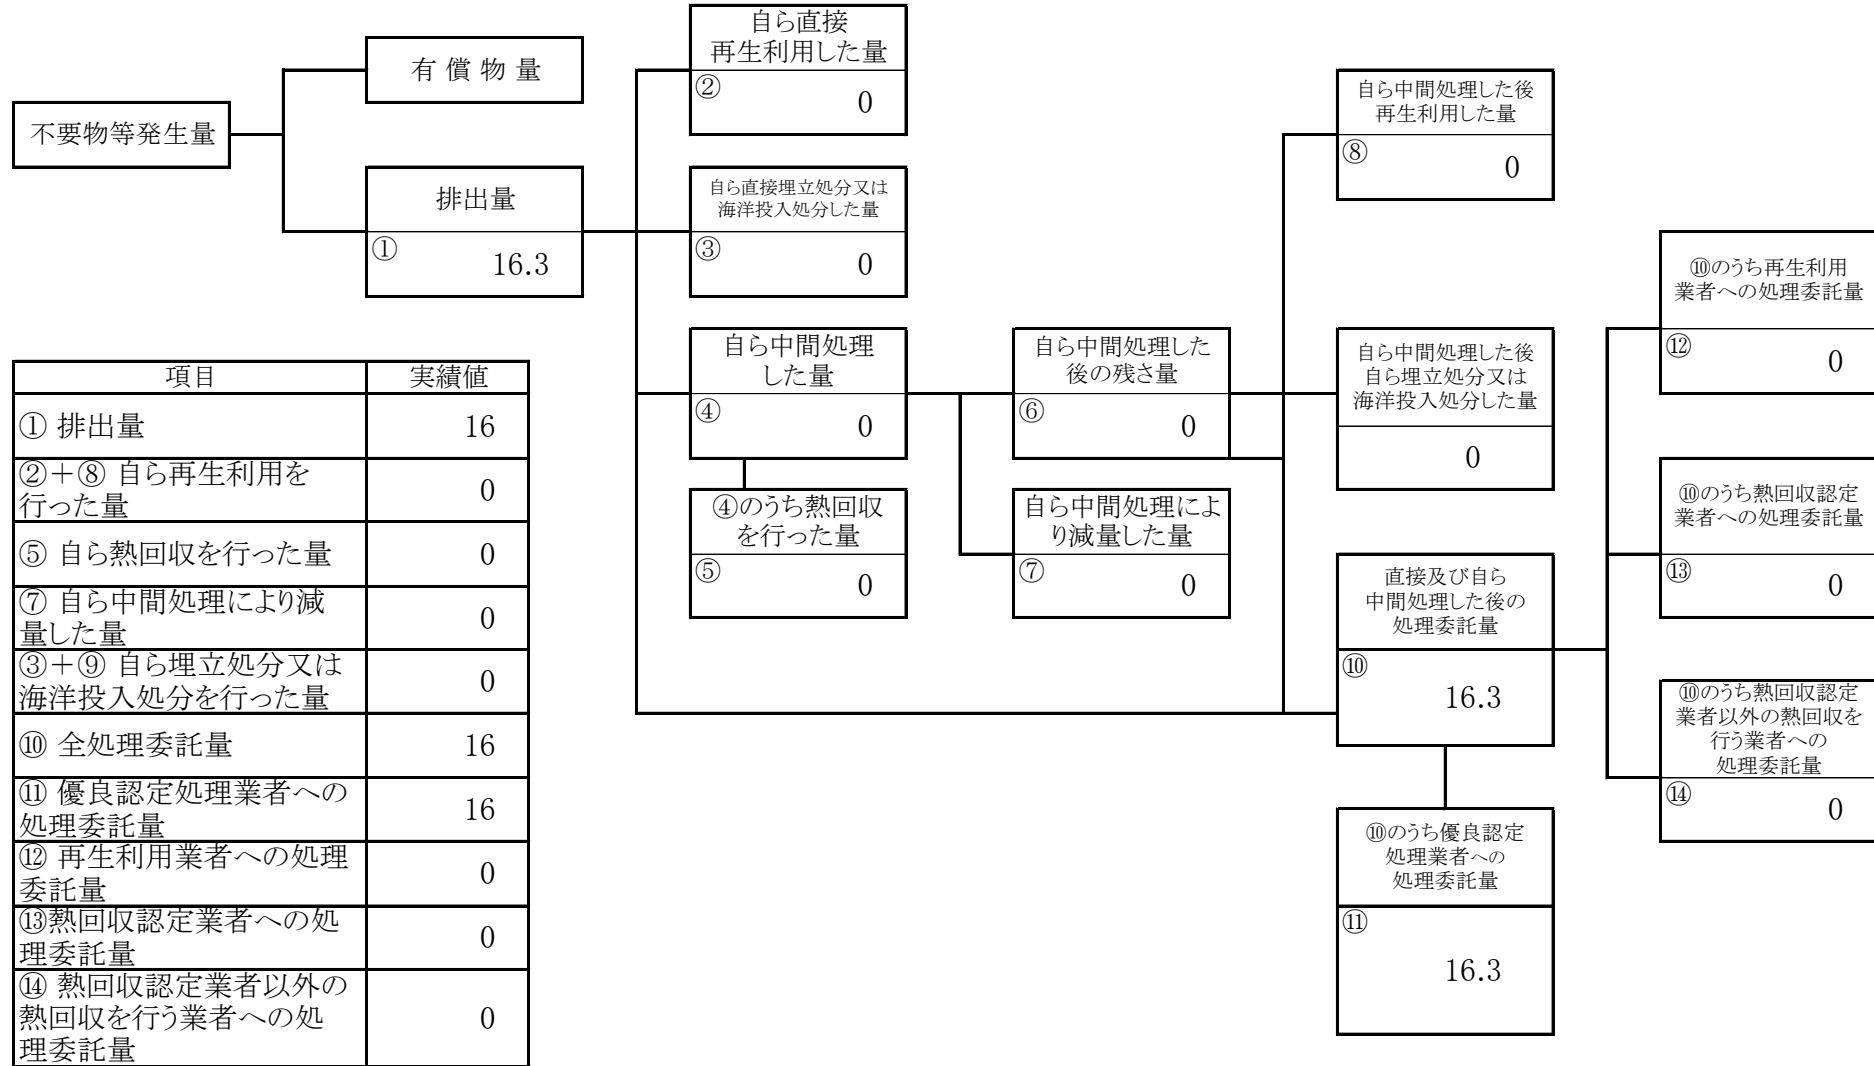 不要物等発生量
有償物量
排出量
①
16.3
自ら直接
再生利用した量
②
0
自ら直接埋立処分又は
海洋投入処分した量
③
0
自ら中間処理
した量
④
0
④のうち熱回収
を行った量
⑤
0
自ら中間処理した
後の残さ量
⑥
0
自ら中間処理によ
り減量した量
⑦
0
自ら中間処理した後
再生利用した量
⑧
0
自ら中間処理した後
自ら埋立処分又は
海洋投入処分した量
0
直接及び自ら
中間処理した後の
処理委託量
⑩
16.3
⑩のうち優良認定
処理業者への
処理委託量
⑪
16.3
⑩のうち再生利用
業者への処理委託量
⑫
0
⑩のうち熱回収認定
業者への処理委託量
⑬
0
⑩のうち熱回収認定
業者以外の熱回収を
行う業者への
処理委託量
⑭
0
項目 実績値
① 排出量 16
②＋⑧ 自ら再生利用を
行った量 0
⑤ 自ら熱回収を行った量 0
⑦ 自ら中間処理により減
量した量 0
③＋⑨ 自ら埋立処分又は
海洋投入処分を行った量 0
⑩ 全処理委託量 16
⑪ 優良認定処理業者への
処理委託量 16
⑫ 再生利用業者への処理
委託量 0
⑬熱回収認定業者への処
理委託量 0
⑭ 熱回収認定業者以外の
熱回収を行う業者への処
理委託量 0